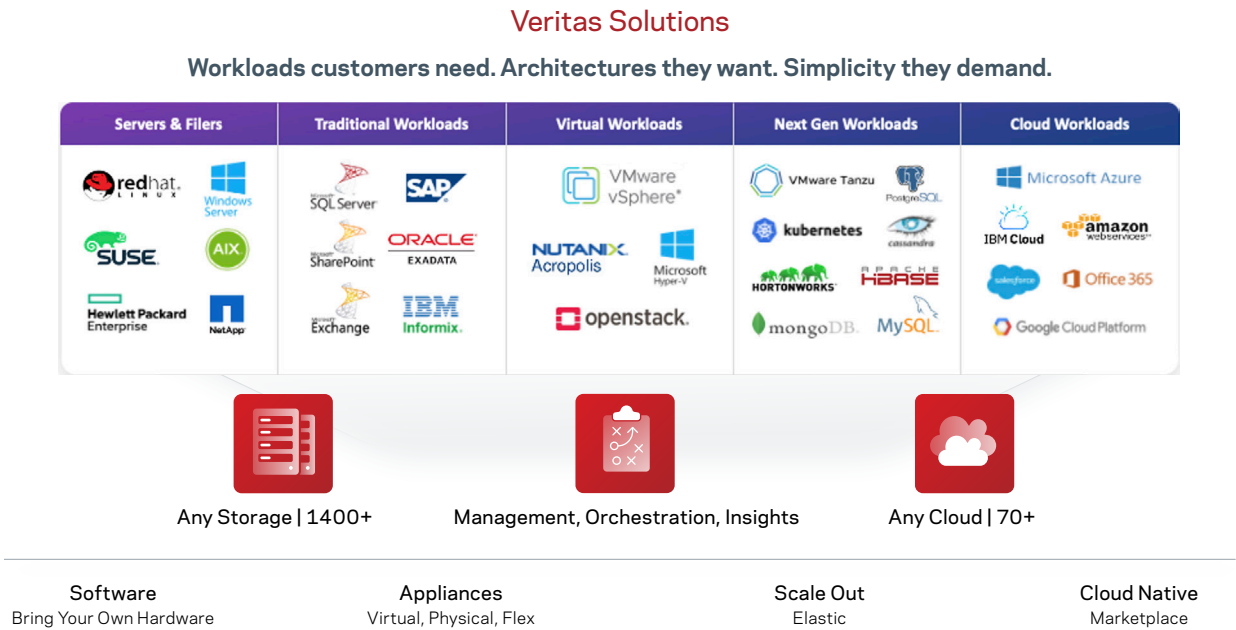 Veritas Solutions
Workloads customers need. Architectures they want. Simplicity they demand.
Servers & Filers
Traditional Workloads
Virtual Workloads
Next Gen Workloads
Cloud Workloads
redhat.
LINUX
Windows
Server
SUSE
AIX
Hewlett Packard
Enterprise
NetApp
Microsoft
SQL Server
SAP
Microsoft
SharePoint
ORACLE
EXADATA
Microsoft
Exchange
IBM
Informix.
VMware
vSphere®
NUTANIX.
Acropolis
Microsoft
Hyper-V
openstack.
VMware Tanzu
PostgreSQL
kubernetes
cassandra
HORTONWORKS
APACHE
HBASE
mongoDB.
MySQL
Microsoft Azure
IBM Cloud
amazon
webservices™
salesforce
Office 365
Google Cloud Platform
Any Storage | 1400+
Management, Orchestration, Insights
Any Cloud | 70+
Software
Bring Your Own Hardware
Appliances
Virtual, Physical, Flex
Scale Out
Elastic
Cloud Native
Marketplace